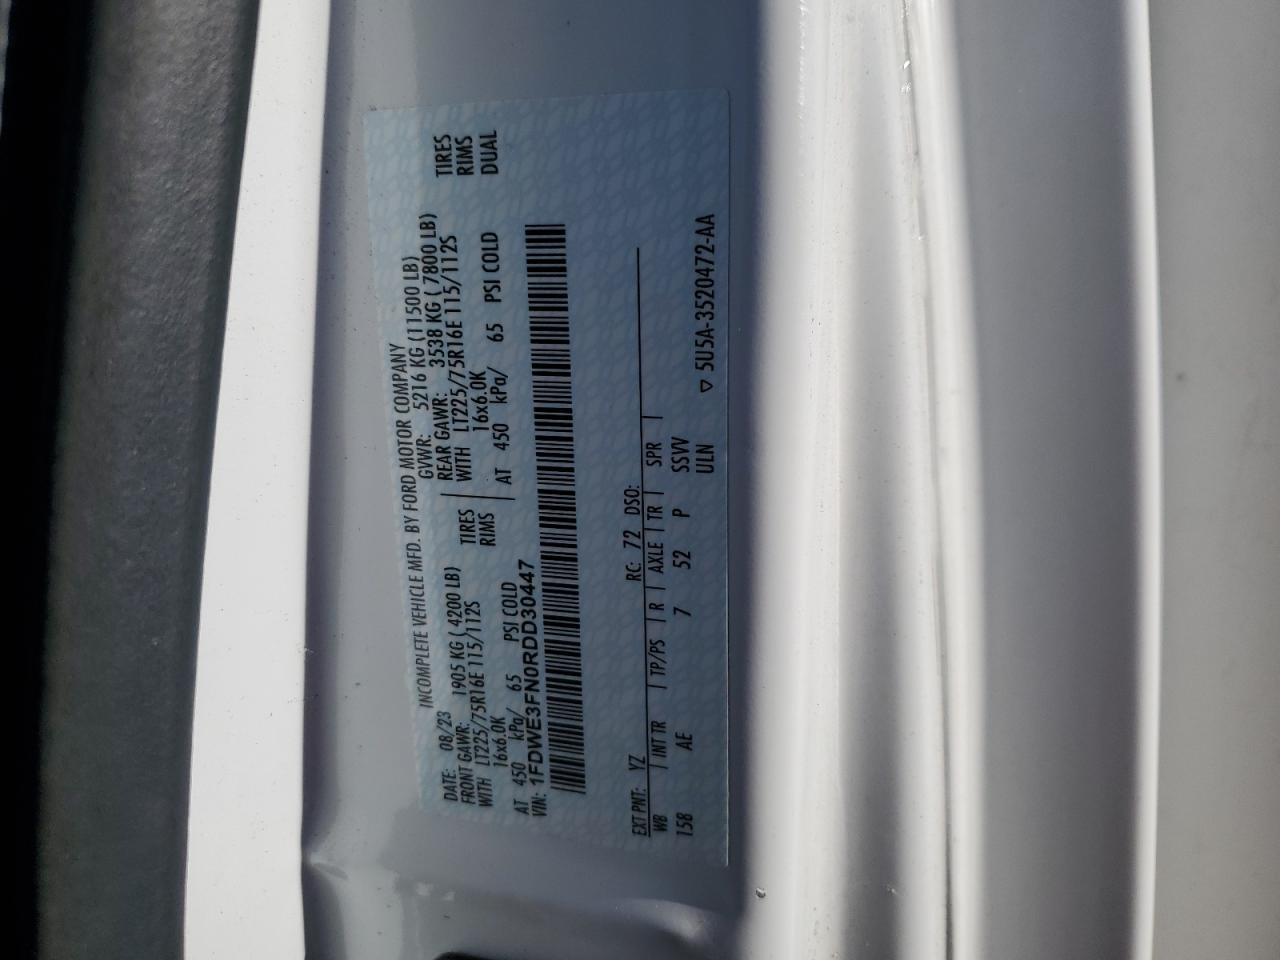 INCOMPLETE VEHICLE MFD. BY FORD MOTOR COMPANY
DATE: 08/23 GVWR: 5216 KG (11500 LB)
FRONT GAWR: 1905 KG ( 4200 LB) REAR GAWR: 3538 KG ( 7800 LB)
WITH LT225/75R16E 115/112S TIRES WITH LT225/75R16E 115/112S TIRES
16x6.0K RIMS 16x6.0K RIMS
AT 450 kPa/ 65 PSI COLD AT 450 kPa/ 65 PSI COLD DUAL
VIN: 1FDWE3FN0RDD30447
EXT PNT: YZ RC: 72 DSO:
WB INT TR TP/PS R AXLE TR SPR
158 AE 7 52 P SSVV
ULN
▽ 5U5A-3520472-AA